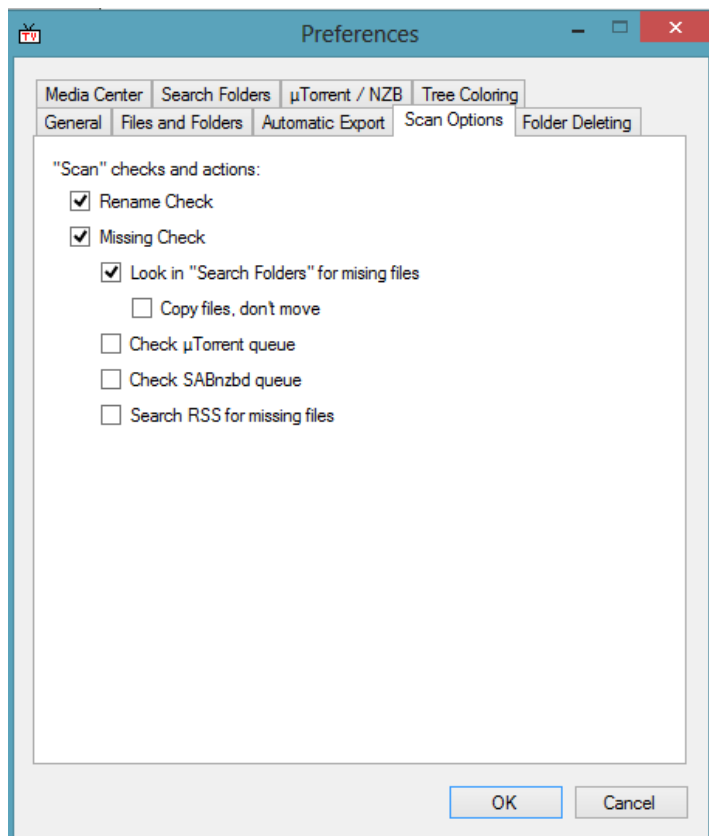 TV
Preferences
Media Center Search Folders µTorrent / NZB Tree Coloring
General Files and Folders Automatic Export Scan Options Folder Deleting
"Scan" checks and actions:
Rename Check
Missing Check
Look in "Search Folders" for mising files
Copy files, don't move
Check µTorrent queue
Check SABnzbd queue
Search RSS for missing files
OK Cancel